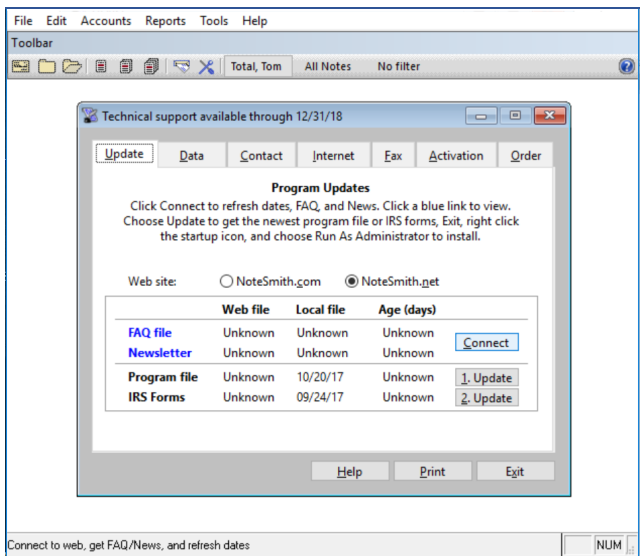 File Edit Accounts Reports Tools Help
Toolbar
Total, Tom All Notes No filter
Technical support available through 12/31/18
Update Data Contact Internet Fax Activation Order
Program Updates
Click Connect to refresh dates, FAQ, and News. Click a blue link to view.
Choose Update to get the newest program file or IRS forms, Exit, right click
the startup icon, and choose Run As Administrator to install.
Web site: NoteSmith.com NoteSmith.net
Web file Local file Age (days)
FAQ file Unknown Unknown Unknown
Connect
Newsletter Unknown Unknown Unknown
Program file Unknown 10/20/17 Unknown 1. Update
IRS Forms Unknown 09/24/17 Unknown 2. Update
Help Print Exit
Connect to web, get FAQ/News, and refresh dates NUM